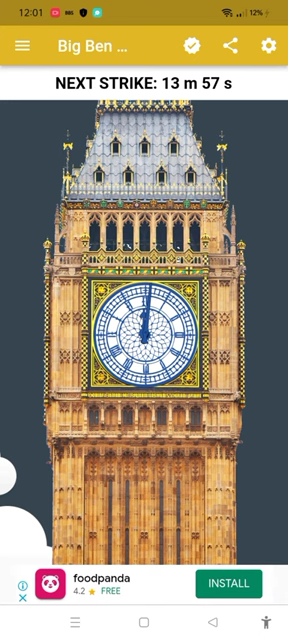 12:01
12%
Big Ben ...
NEXT STRIKE: 13 m 57 s
foodpanda
4.2 ★ FREE
INSTALL